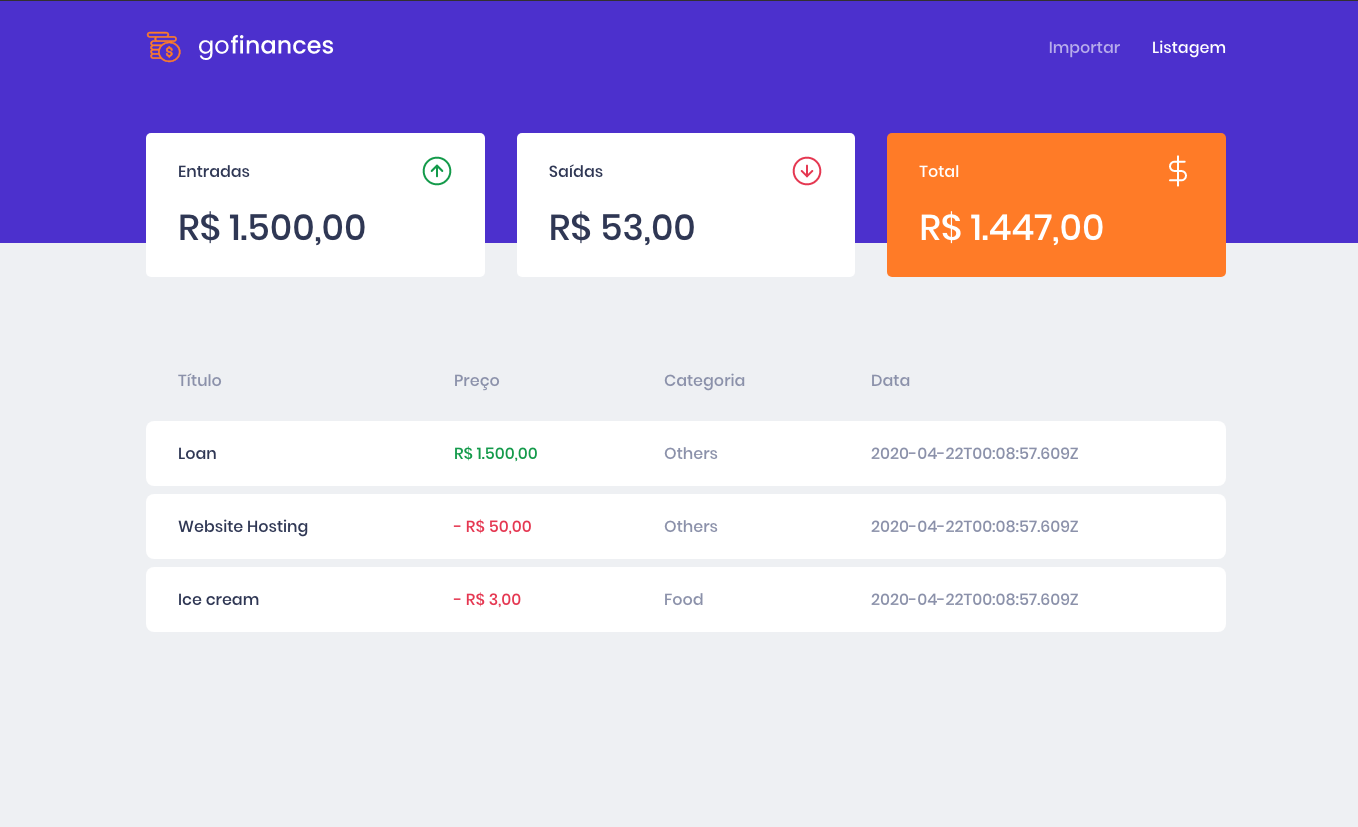 gofinances Importar Listagem
Entradas Saídas Total $
R$ 1.500,00 R$ 53,00 R$ 1.447,00
Título Preço Categoria Data
Loan R$ 1.500,00 Others 2020-04-22T00:08:57.609Z
Website Hosting - R$ 50,00 Others 2020-04-22T00:08:57.609Z
Ice cream - R$ 3,00 Food 2020-04-22T00:08:57.609Z